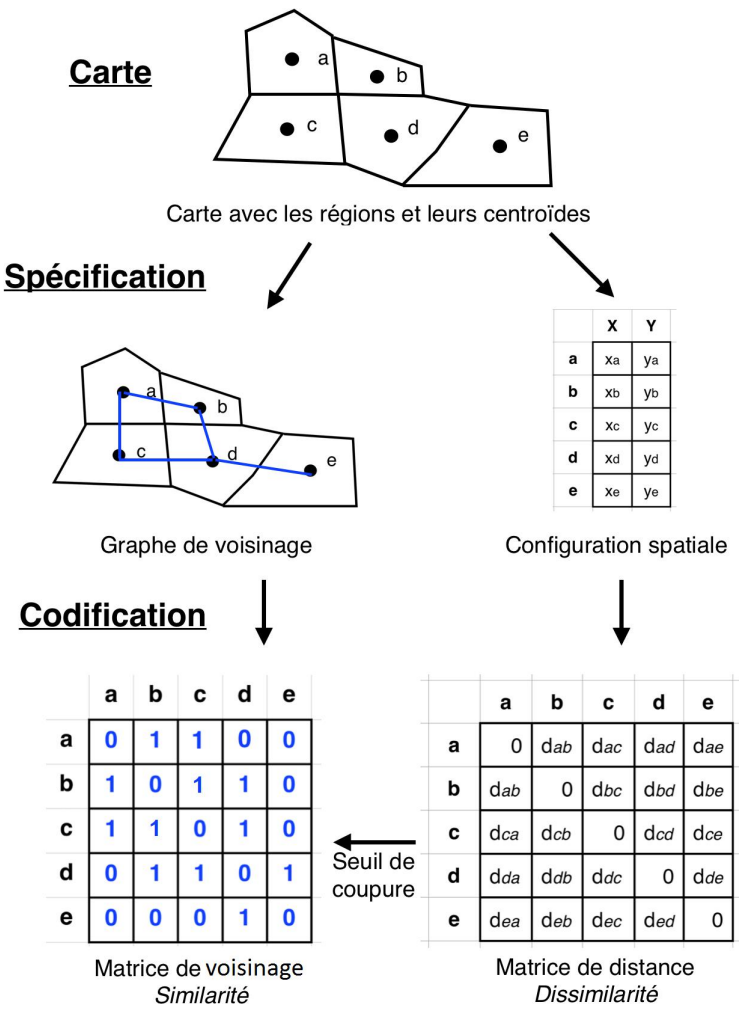 Carte
a
b
c
d
e
Carte avec les régions et leurs centroïdes
Spécification
a
b
c
d
e
Graphe de voisinage
X Y
a xa ya
b xb yb
c xc yc
d xd yd
e xe ye
Configuration spatiale
Codification
a b c d e
a 0 1 1 0 0
b 1 0 1 1 0
c 1 1 0 1 0
d 0 1 1 0 1
e 0 0 0 1 0
Matrice de voisinage
Similarité
Seuil de
coupure
a b c d e
a 0 dab dac dad dae
b dab 0 dbc dbd dbe
c dca dcb 0 dcd dce
d dda ddb ddc 0 dde
e dea deb dec ded 0
Matrice de distance
Dissimilarité